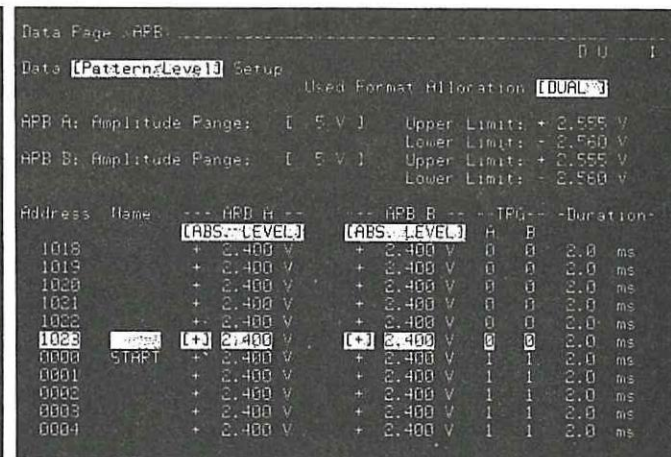 Data Page (ARB)
D U I
Data [Pattern/Level] Setup
Used Format Allocation [DUAL]
ARB A: Amplitude Range: [ 5 V ] Upper Limit: + 2.555 V
Lower Limit: - 2.560 V
ARB B: Amplitude Range: [ 5 V ] Upper Limit: + 2.555 V
Lower Limit: - 2.560 V
Address Name --- ARB A -- --- ARB B -- --TRG-- -Duration-
[ABS. LEVEL] [ABS. LEVEL] A B
1018 + 2.400 V + 2.400 V 0 0 2.0 ms
1019 + 2.400 V + 2.400 V 0 0 2.0 ms
1020 + 2.400 V + 2.400 V 0 0 2.0 ms
1021 + 2.400 V + 2.400 V 0 0 2.0 ms
1022 + 2.400 V + 2.400 V 0 0 2.0 ms
1023 [+] 2.400 V [+] 2.400 V 0 0 2.0 ms
0000 START + 2.400 V + 2.400 V 1 1 2.0 ms
0001 + 2.400 V + 2.400 V 1 1 2.0 ms
0002 + 2.400 V + 2.400 V 1 1 2.0 ms
0003 + 2.400 V + 2.400 V 1 1 2.0 ms
0004 + 2.400 V + 2.400 V 1 1 2.0 ms